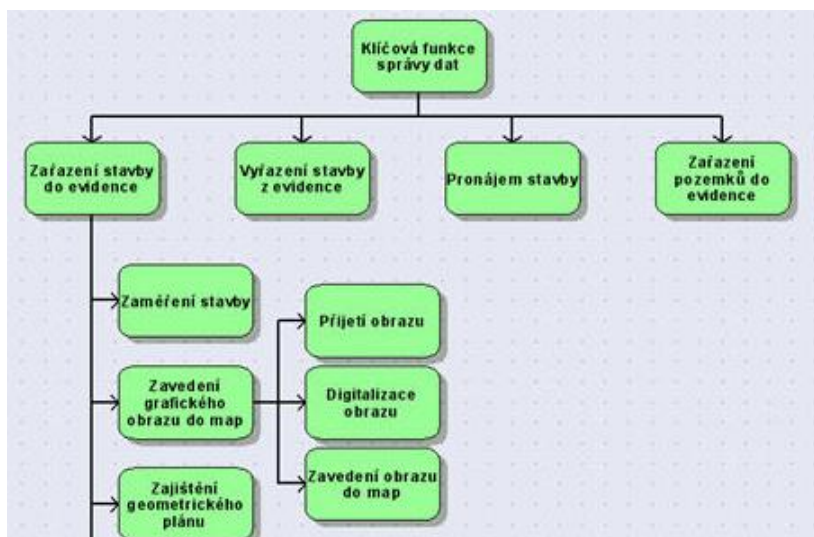 Klíčová funkce
správy dat
Zařazení stavby
do evidence
Vyřazení stavby
z evidence
Pronájem stavby
Zařazení
pozemků do
evidence
Zaměření stavby
Zavedení
grafického
obrazu do map
Zajištění
geometrického
plánu
Přijetí obrazu
Digitalizace
obrazu
Zavedení obrazu
do map